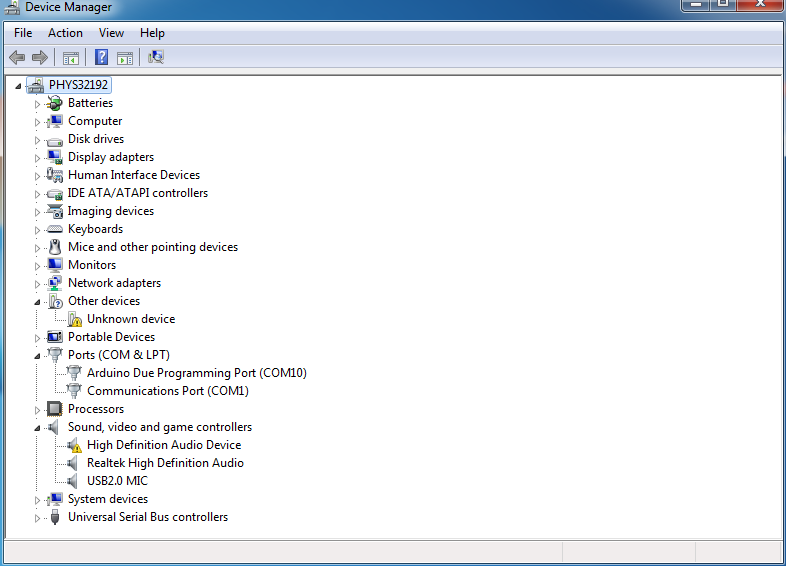 Device Manager
File Action View Help
PHYS32192
Batteries
Computer
Disk drives
Display adapters
Human Interface Devices
IDE ATA/ATAPI controllers
Imaging devices
Keyboards
Mice and other pointing devices
Monitors
Network adapters
Other devices
Unknown device
Portable Devices
Ports (COM & LPT)
Arduino Due Programming Port (COM10)
Communications Port (COM1)
Processors
Sound, video and game controllers
High Definition Audio Device
Realtek High Definition Audio
USB2.0 MIC
System devices
Universal Serial Bus controllers